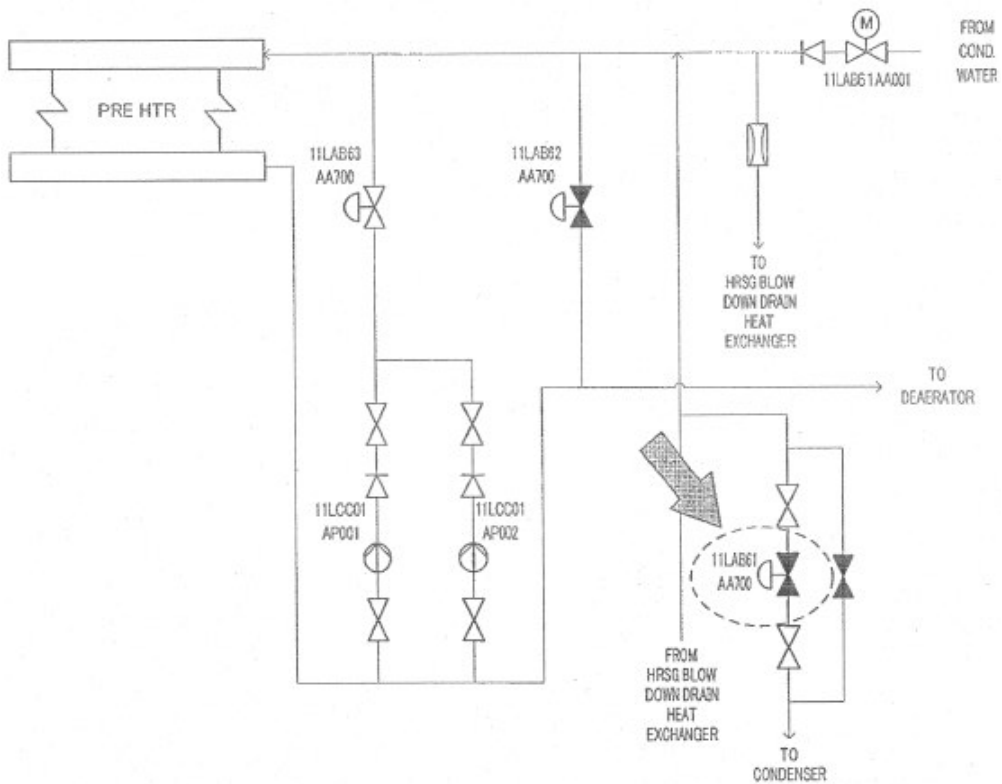 M
FROM
COND.
WATER
11LAB61AA001
PRE HTR
11LAB63
AA700
11LAB62
AA700
TO
HRSG BLOW
DOWN DRAIN
HEAT
EXCHANGER
TO
DEAERATOR
11LCC01
AP001
11LCC01
AP002
11LAB61
AA700
FROM
HRSG BLOW
DOWN DRAIN
HEAT
EXCHANGER
TO
CONDENSER